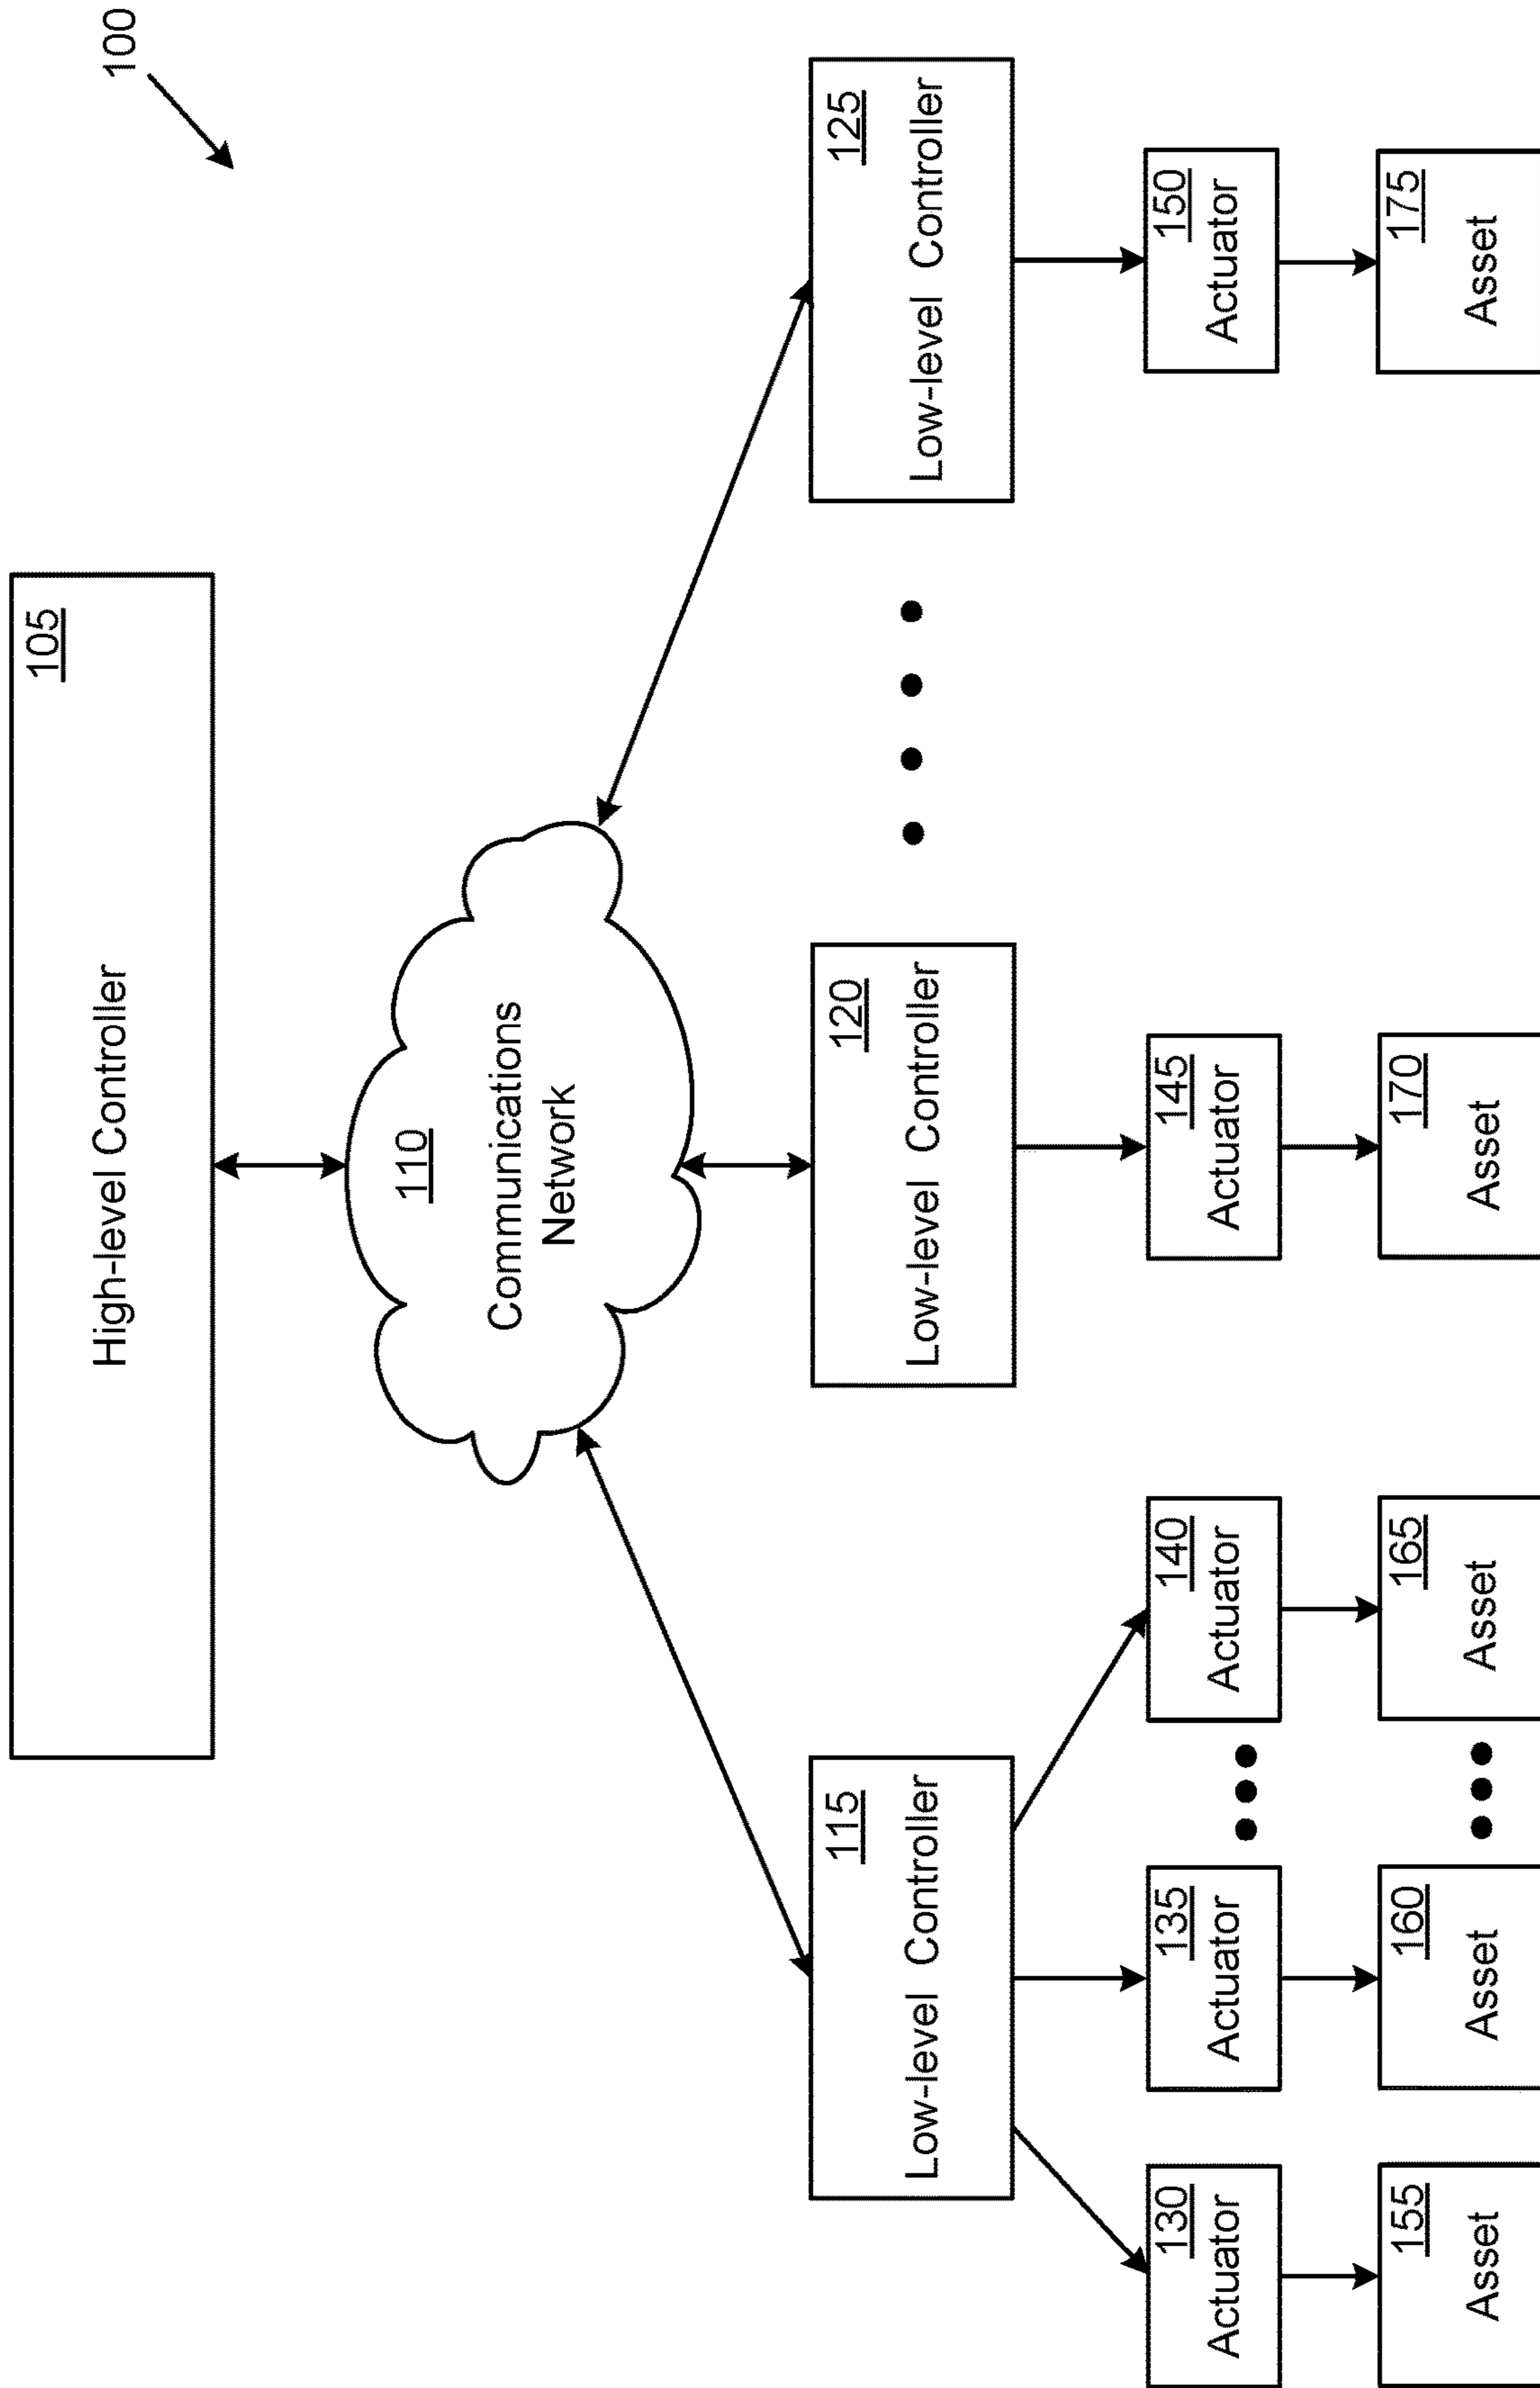 100
105
High-level Controller
110
Communications
Network
115
Low-level Controller
120
Low-level Controller
125
Low-level Controller
130
Actuator
135
Actuator
140
Actuator
145
Actuator
150
Actuator
155
Asset
160
Asset
165
Asset
170
Asset
175
Asset